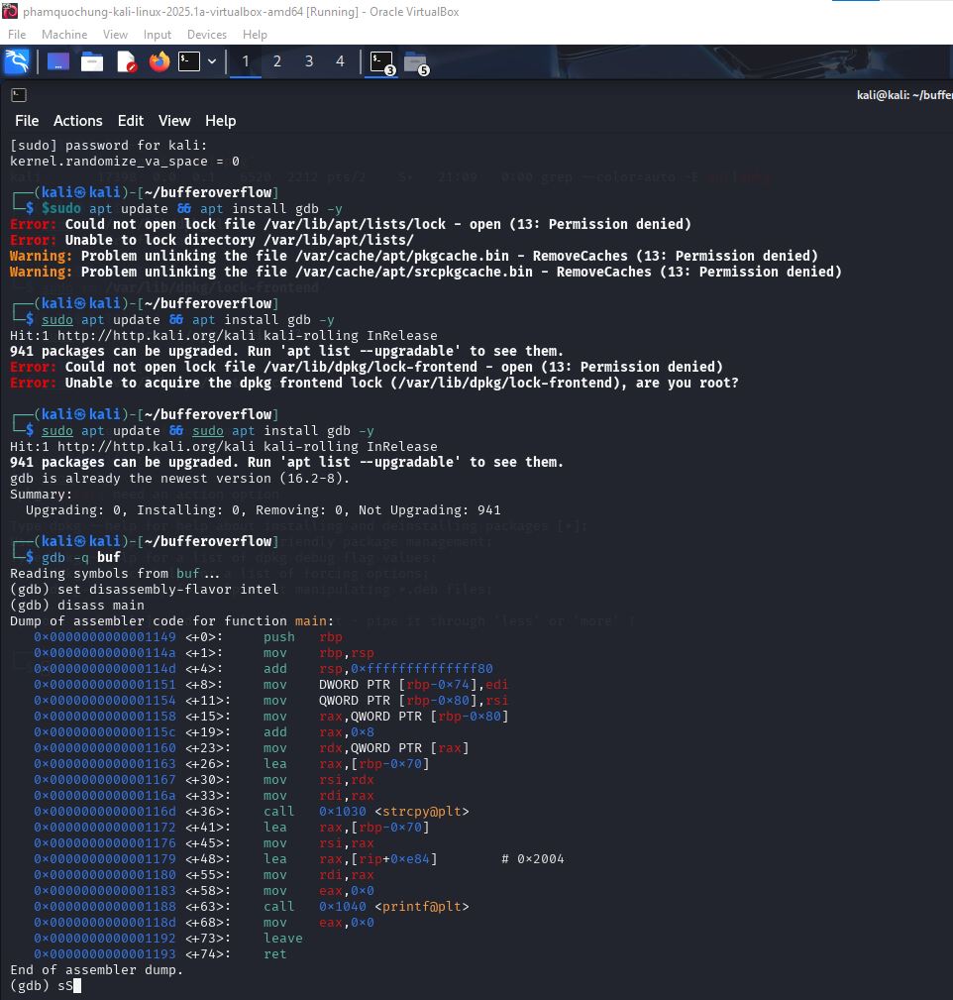 phamquochung-kali-linux-2025.1a-virtualbox-amd64 [Running] - Oracle VirtualBox
File Machine View Input Devices Help
1 2 3 4 3 5
kali@kali: ~/buffe
File Actions Edit View Help
[sudo] password for kali:
kernel.randomize_va_space = 0
┌──(kali㉿kali)-[~/bufferoverflow]
└─$ $sudo apt update && apt install gdb -y
Error: Could not open lock file /var/lib/apt/lists/lock - open (13: Permission denied)
Error: Unable to lock directory /var/lib/apt/lists/
Warning: Problem unlinking the file /var/cache/apt/pkgcache.bin - RemoveCaches (13: Permission denied)
Warning: Problem unlinking the file /var/cache/apt/srcpkgcache.bin - RemoveCaches (13: Permission denied)
┌──(kali㉿kali)-[~/bufferoverflow]
└─$ sudo apt update && apt install gdb -y
Hit:1 http://http.kali.org/kali kali-rolling InRelease
941 packages can be upgraded. Run 'apt list --upgradable' to see them.
Error: Could not open lock file /var/lib/dpkg/lock-frontend - open (13: Permission denied)
Error: Unable to acquire the dpkg frontend lock (/var/lib/dpkg/lock-frontend), are you root?
┌──(kali㉿kali)-[~/bufferoverflow]
└─$ sudo apt update && sudo apt install gdb -y
Hit:1 http://http.kali.org/kali kali-rolling InRelease
941 packages can be upgraded. Run 'apt list --upgradable' to see them.
gdb is already the newest version (16.2-8).
Summary:
Upgrading: 0, Installing: 0, Removing: 0, Not Upgrading: 941
┌──(kali㉿kali)-[~/bufferoverflow]
└─$ gdb -q buf
Reading symbols from buf...
(gdb) set disassembly-flavor intel
(gdb) disass main
Dump of assembler code for function main:
0x0000000000001149 <+0>: push rbp
0x000000000000114a <+1>: mov rbp,rsp
0x000000000000114d <+4>: add rsp,0xffffffffffffff80
0x0000000000001151 <+8>: mov DWORD PTR [rbp-0x74],edi
0x0000000000001154 <+11>: mov QWORD PTR [rbp-0x80],rsi
0x0000000000001158 <+15>: mov rax,QWORD PTR [rbp-0x80]
0x000000000000115c <+19>: add rax,0x8
0x0000000000001160 <+23>: mov rdx,QWORD PTR [rax]
0x0000000000001163 <+26>: lea rax,[rbp-0x70]
0x0000000000001167 <+30>: mov rsi,rdx
0x000000000000116a <+33>: mov rdi,rax
0x000000000000116d <+36>: call 0x1030 <strcpy@plt>
0x0000000000001172 <+41>: lea rax,[rbp-0x70]
0x0000000000001176 <+45>: mov rsi,rax
0x0000000000001179 <+48>: lea rax,[rip+0xe84] # 0x2004
0x0000000000001180 <+55>: mov rdi,rax
0x0000000000001183 <+58>: mov eax,0x0
0x0000000000001188 <+63>: call 0x1040 <printf@plt>
0x000000000000118d <+68>: mov eax,0x0
0x0000000000001192 <+73>: leave
0x0000000000001193 <+74>: ret
End of assembler dump.
(gdb) sS